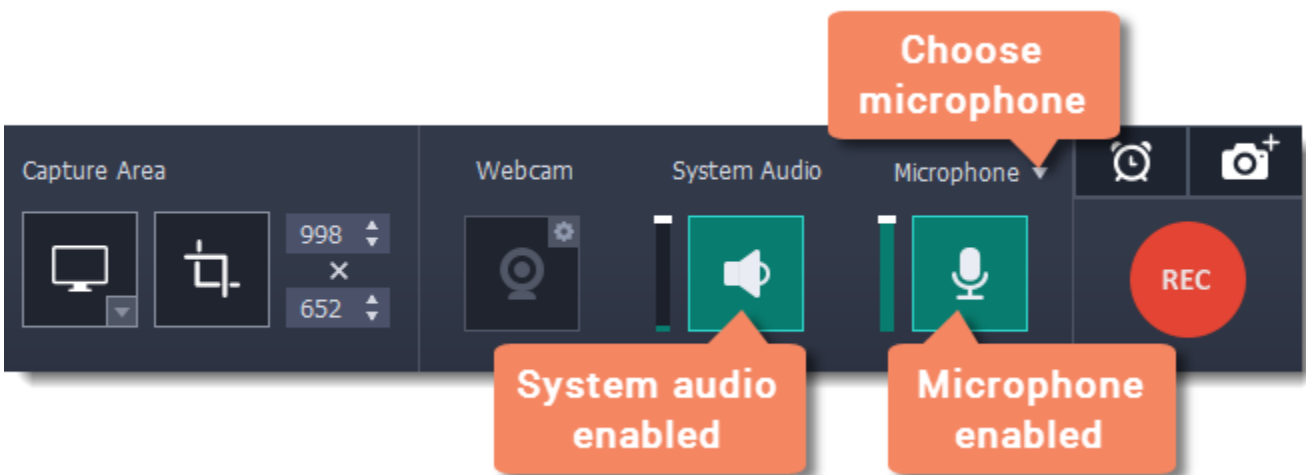 Choose
microphone
Capture Area
Webcam
System Audio
Microphone
998
×
652
REC
System audio
enabled
Microphone
enabled